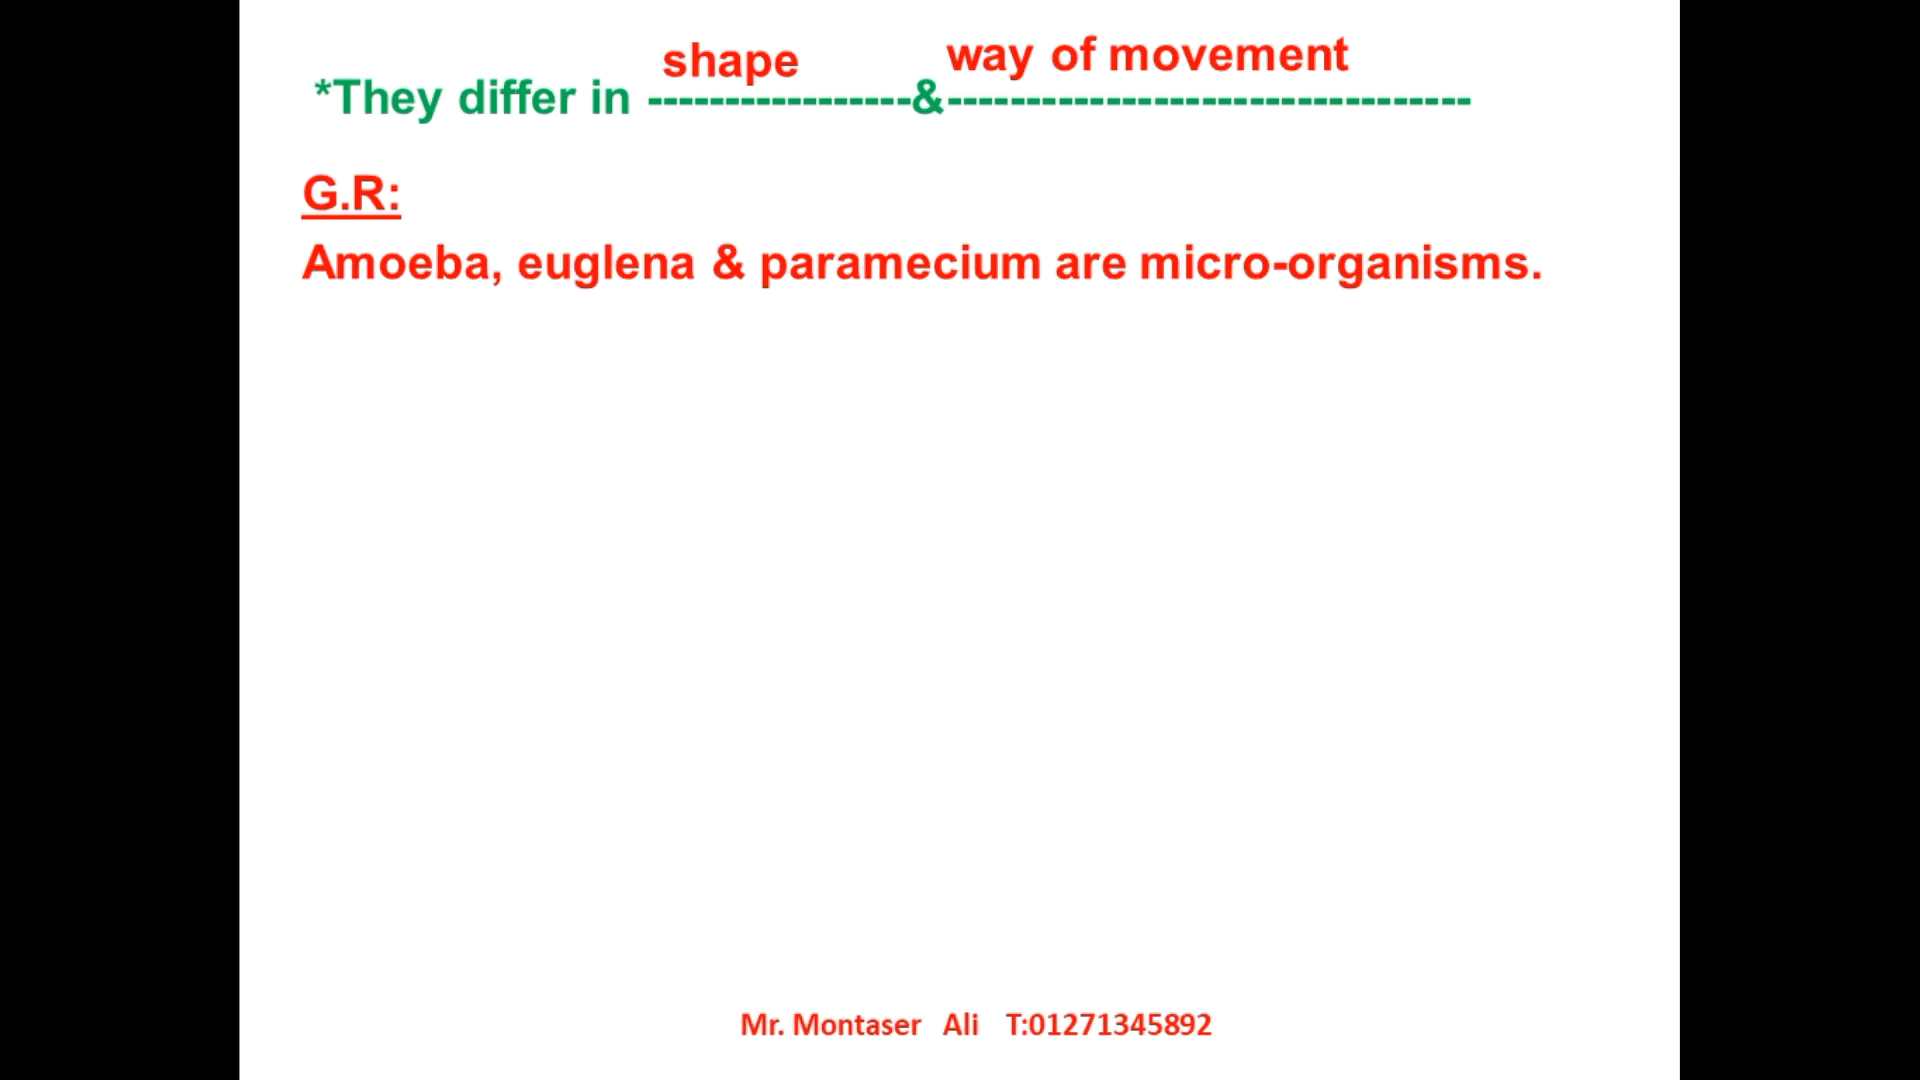 shape way of movement
*They differ in -----------------&----------------------------------
G.R:
Amoeba, euglena & paramecium are micro-organisms.
Mr. Montaser Ali T:01271345892